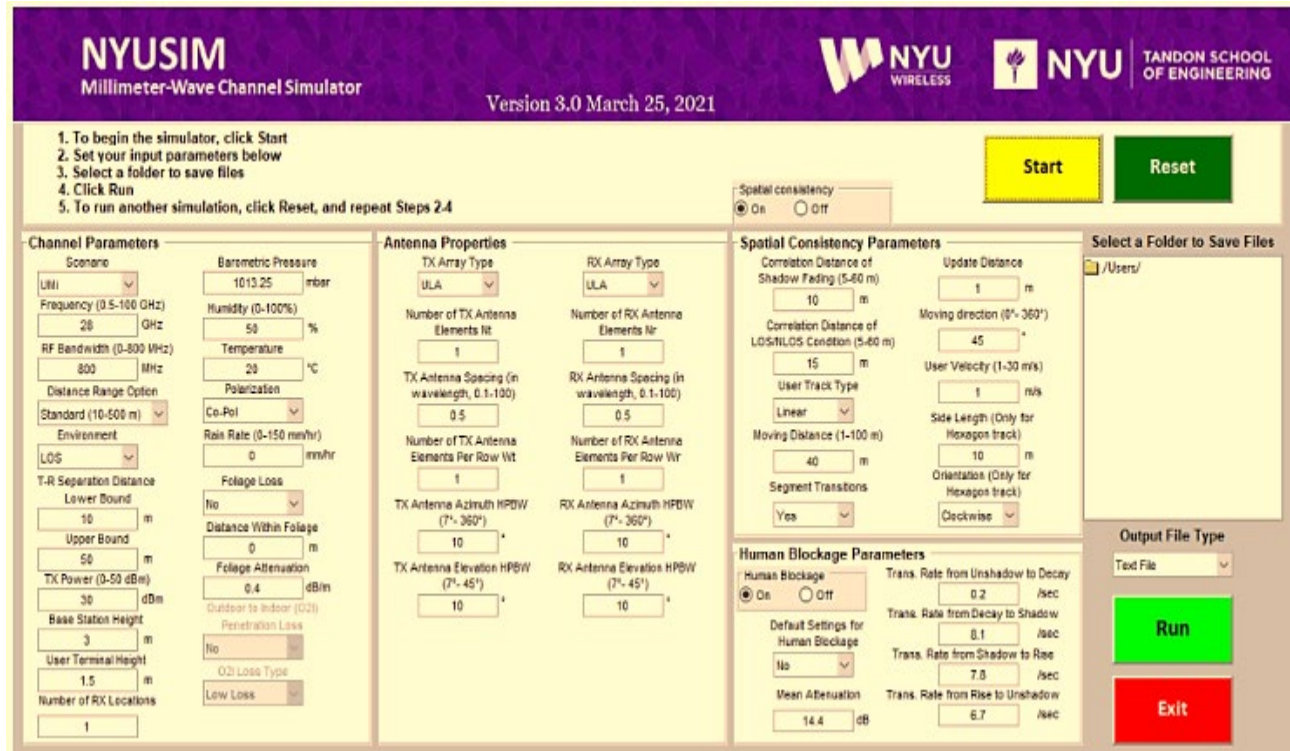 NYUSIM
Millimeter-Wave Channel Simulator
Version 3.0 March 25, 2021
NYU
WIRELESS
NYU
TANDON SCHOOL
OF ENGINEERING
1. To begin the simulator, click Start
2. Set your input parameters below
3. Select a folder to save files
4. Click Run
5. To run another simulation, click Reset, and repeat Steps 2-4
Spatial consistency
On Off
Start
Reset
Channel Parameters
Scenario
UMi
Frequency (0.5-100 GHz)
28 GHz
RF Bandwidth (0-800 MHz)
800 MHz
Distance Range Option
Standard (10-500 m)
Environment
LOS
T-R Separation Distance
Lower Bound
10 m
Upper Bound
50 m
TX Power (0-50 dBm)
30 dBm
Base Station Height
3 m
User Terminal Height
1.5 m
Number of RX Locations
1
Barometric Pressure
1013.25 mbar
Humidity (0-100%)
50 %
Temperature
20 °C
Polarization
Co-Pol
Rain Rate (0-150 mm/hr)
0 mm/hr
Foliage Loss
No
Distance Within Foliage
0 m
Foliage Attenuation
0.4 dB/m
Outdoor to Indoor (O2I)
Penetration Loss
No
O2I Loss Type
Low Loss
Antenna Properties
TX Array Type
ULA
Number of TX Antenna
Elements Nt
1
TX Antenna Spacing (in
wavelength, 0.1-100)
0.5
Number of TX Antenna
Elements Per Row Wt
1
TX Antenna Azimuth HPBW
(7°- 360°)
10 °
TX Antenna Elevation HPBW
(7°- 45°)
10 °
RX Array Type
ULA
Number of RX Antenna
Elements Nr
1
RX Antenna Spacing (in
wavelength, 0.1-100)
0.5
Number of RX Antenna
Elements Per Row Wr
1
RX Antenna Azimuth HPBW
(7°- 360°)
10 °
RX Antenna Elevation HPBW
(7°- 45°)
10 °
Spatial Consistency Parameters
Correlation Distance of
Shadow Fading (5-60 m)
10 m
Correlation Distance of
LOS/NLOS Condition (5-60 m)
15 m
User Track Type
Linear
Moving Distance (1-100 m)
40 m
Segment Transitions
Yes
Update Distance
1 m
Moving direction (0°- 360°)
45 °
User Velocity (1-30 m/s)
1 m/s
Side Length (Only for
Hexagon track)
10 m
Orientation (Only for
Hexagon track)
Clockwise
Human Blockage Parameters
Human Blockage
On Off
Default Settings for
Human Blockage
No
Mean Attenuation
14.4 dB
Trans. Rate from Unshadow to Decay
0.2 /sec
Trans. Rate from Decay to Shadow
8.1 /sec
Trans. Rate from Shadow to Rise
7.8 /sec
Trans. Rate from Rise to Unshadow
6.7 /sec
Select a Folder to Save Files
/Users/
Output File Type
Text File
Run
Exit